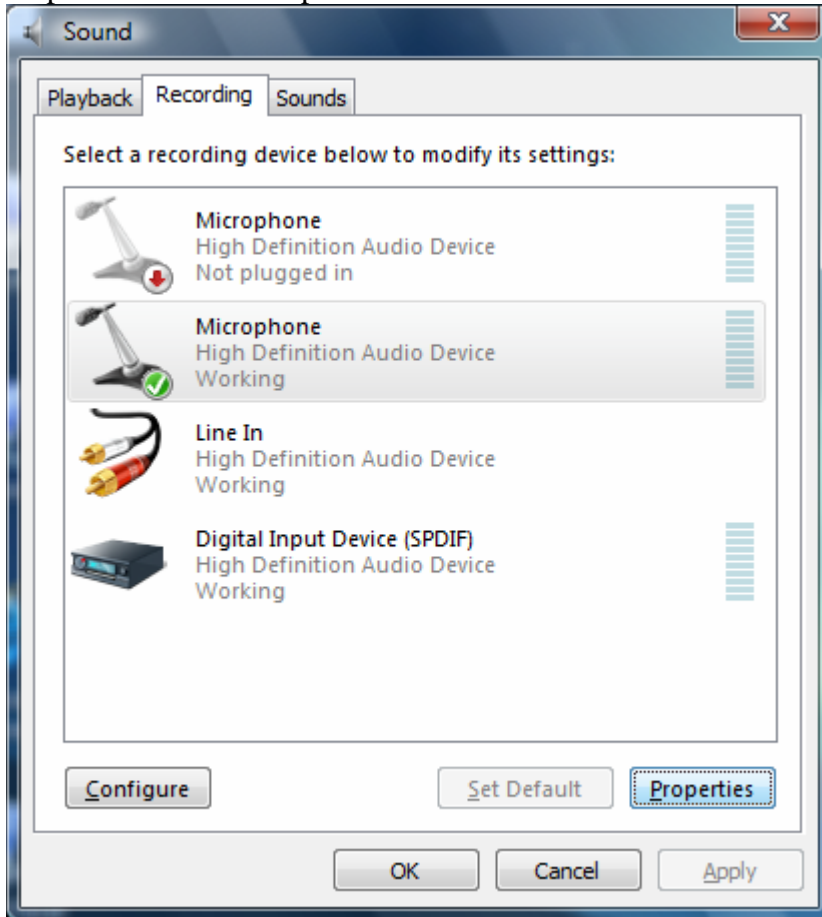 Sound
Playback Recording Sounds
Select a recording device below to modify its settings:
Microphone
High Definition Audio Device
Not plugged in
Microphone
High Definition Audio Device
Working
Line In
High Definition Audio Device
Working
Digital Input Device (SPDIF)
High Definition Audio Device
Working
Configure Set Default Properties
OK Cancel Apply